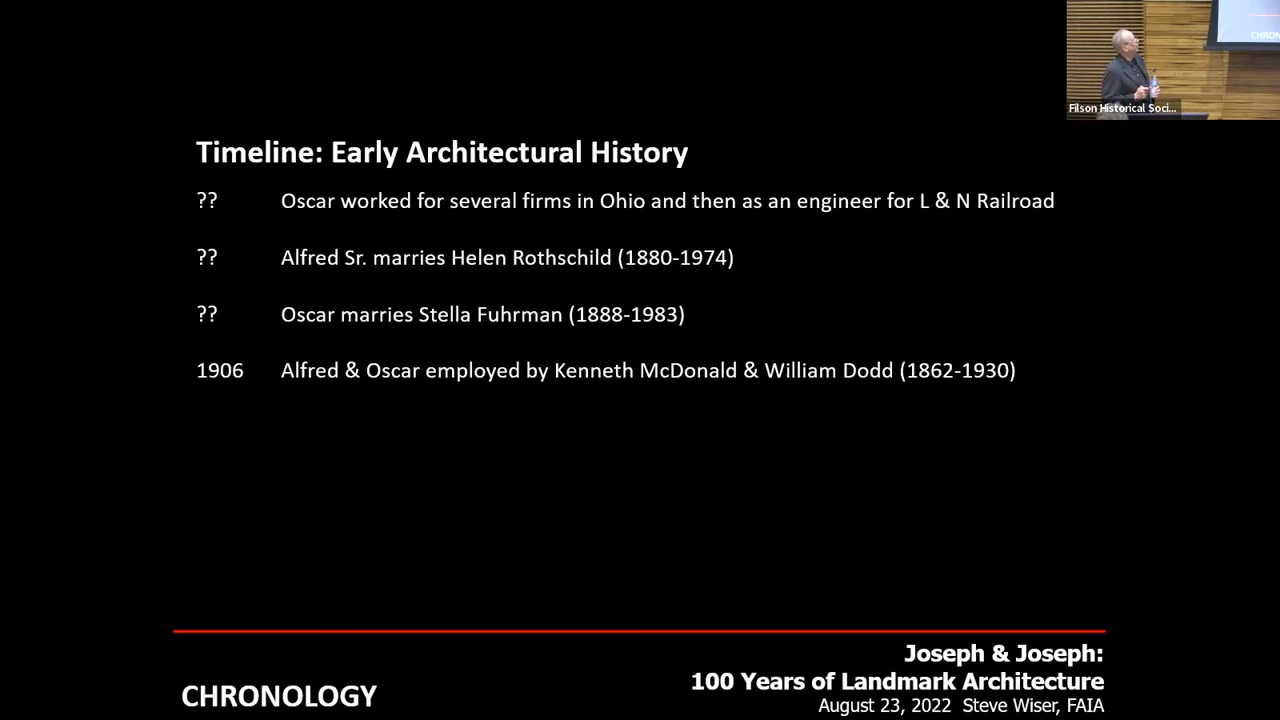 CHRON
Filson Historical Soci...
Timeline: Early Architectural History
?? Oscar worked for several firms in Ohio and then as an engineer for L & N Railroad
?? Alfred Sr. marries Helen Rothschild (1880-1974)
?? Oscar marries Stella Fuhrman (1888-1983)
1906 Alfred & Oscar employed by Kenneth McDonald & William Dodd (1862-1930)
Joseph & Joseph:
100 Years of Landmark Architecture
August 23, 2022 Steve Wiser, FAIA
CHRONOLOGY